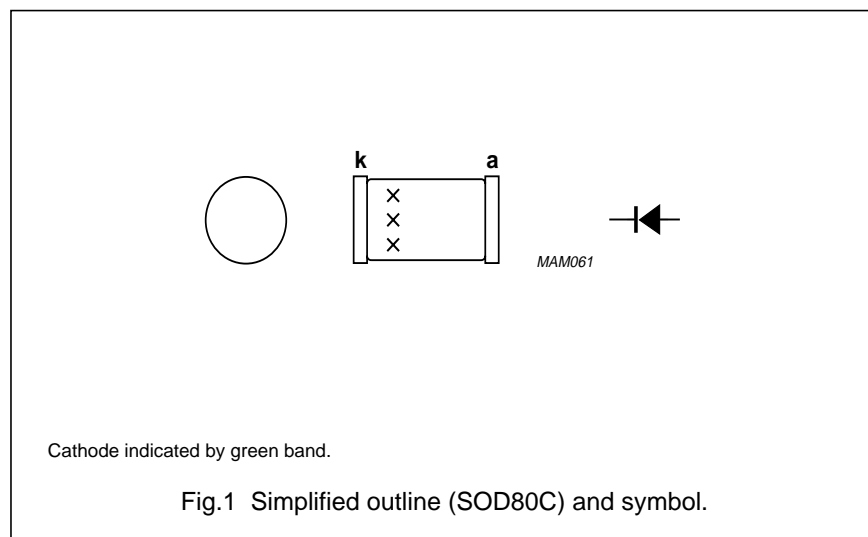 k a
MAM061
Cathode indicated by green band.
Fig.1 Simplified outline (SOD80C) and symbol.